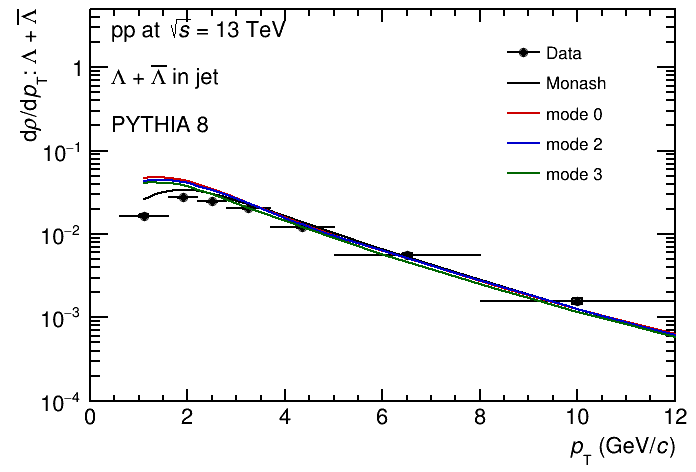 dρ/dp_T: Λ + Λ̅
pp at √s = 13 TeV
Λ + Λ̅ in jet
PYTHIA 8
Data
Monash
mode 0
mode 2
mode 3
1
10⁻¹
10⁻²
10⁻³
10⁻⁴
0 2 4 6 8 10 12
p_T (GeV/c)